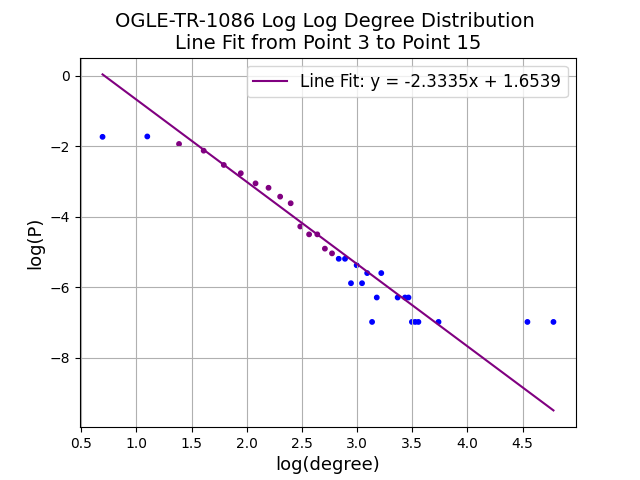 OGLE-TR-1086 Log Log Degree Distribution
Line Fit from Point 3 to Point 15
Line Fit: y = -2.3335x + 1.6539
0
−2
−4
−6
−8
log(P)
0.5 1.0 1.5 2.0 2.5 3.0 3.5 4.0 4.5
log(degree)